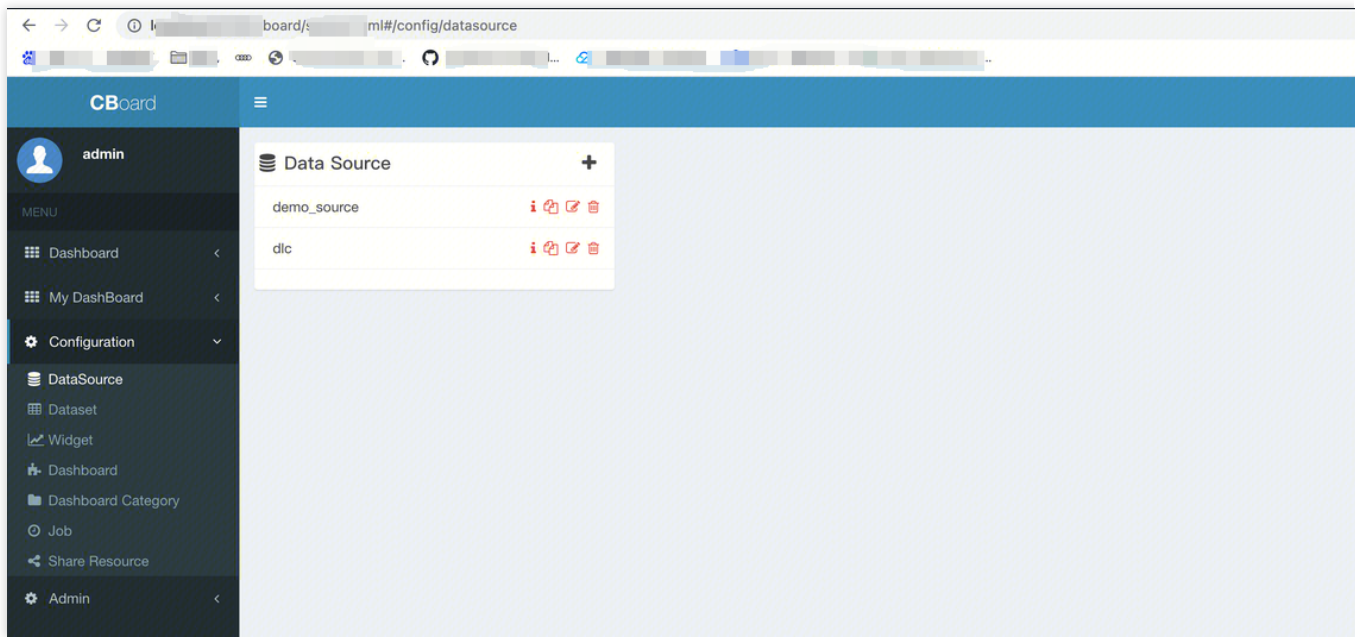 board/s ml#/config/datasource
CBoard
admin
Data Source
MENU
demo_source
Dashboard
dlc
My DashBoard
Configuration
DataSource
Dataset
Widget
Dashboard
Dashboard Category
Job
Share Resource
Admin